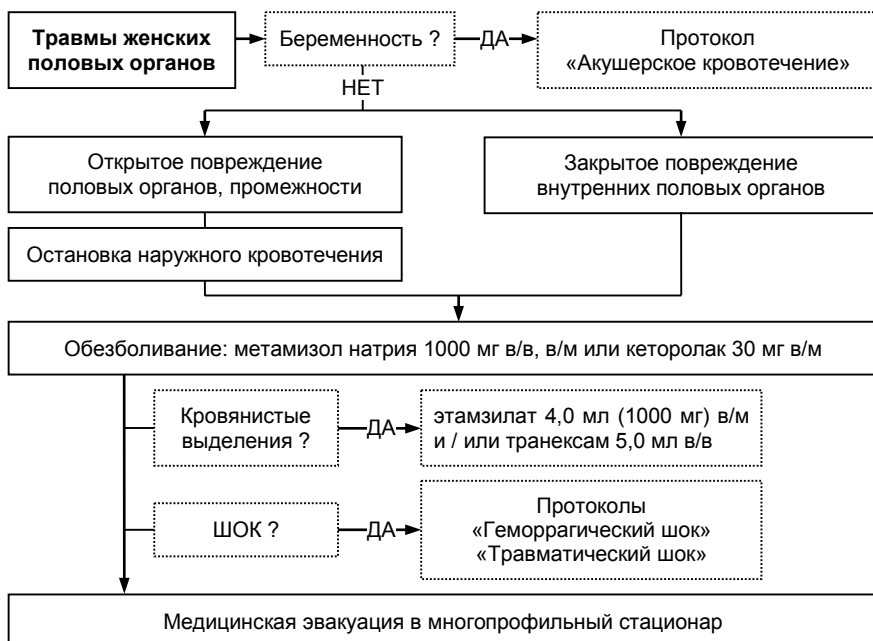 Травмы женских
половых органов
Беременность ?
ДА
Протокол
«Акушерское кровотечение»
НЕТ
Открытое повреждение
половых органов, промежности
Закрытое повреждение
внутренних половых органов
Остановка наружного кровотечения
Обезболивание: метамизол натрия 1000 мг в/в, в/м или кеторолак 30 мг в/м
Кровянистые
выделения ?
ДА
этамзилат 4,0 мл (1000 мг) в/м
и / или транексам 5,0 мл в/в
ШОК ?
ДА
Протоколы
«Геморрагический шок»
«Травматический шок»
Медицинская эвакуация в многопрофильный стационар